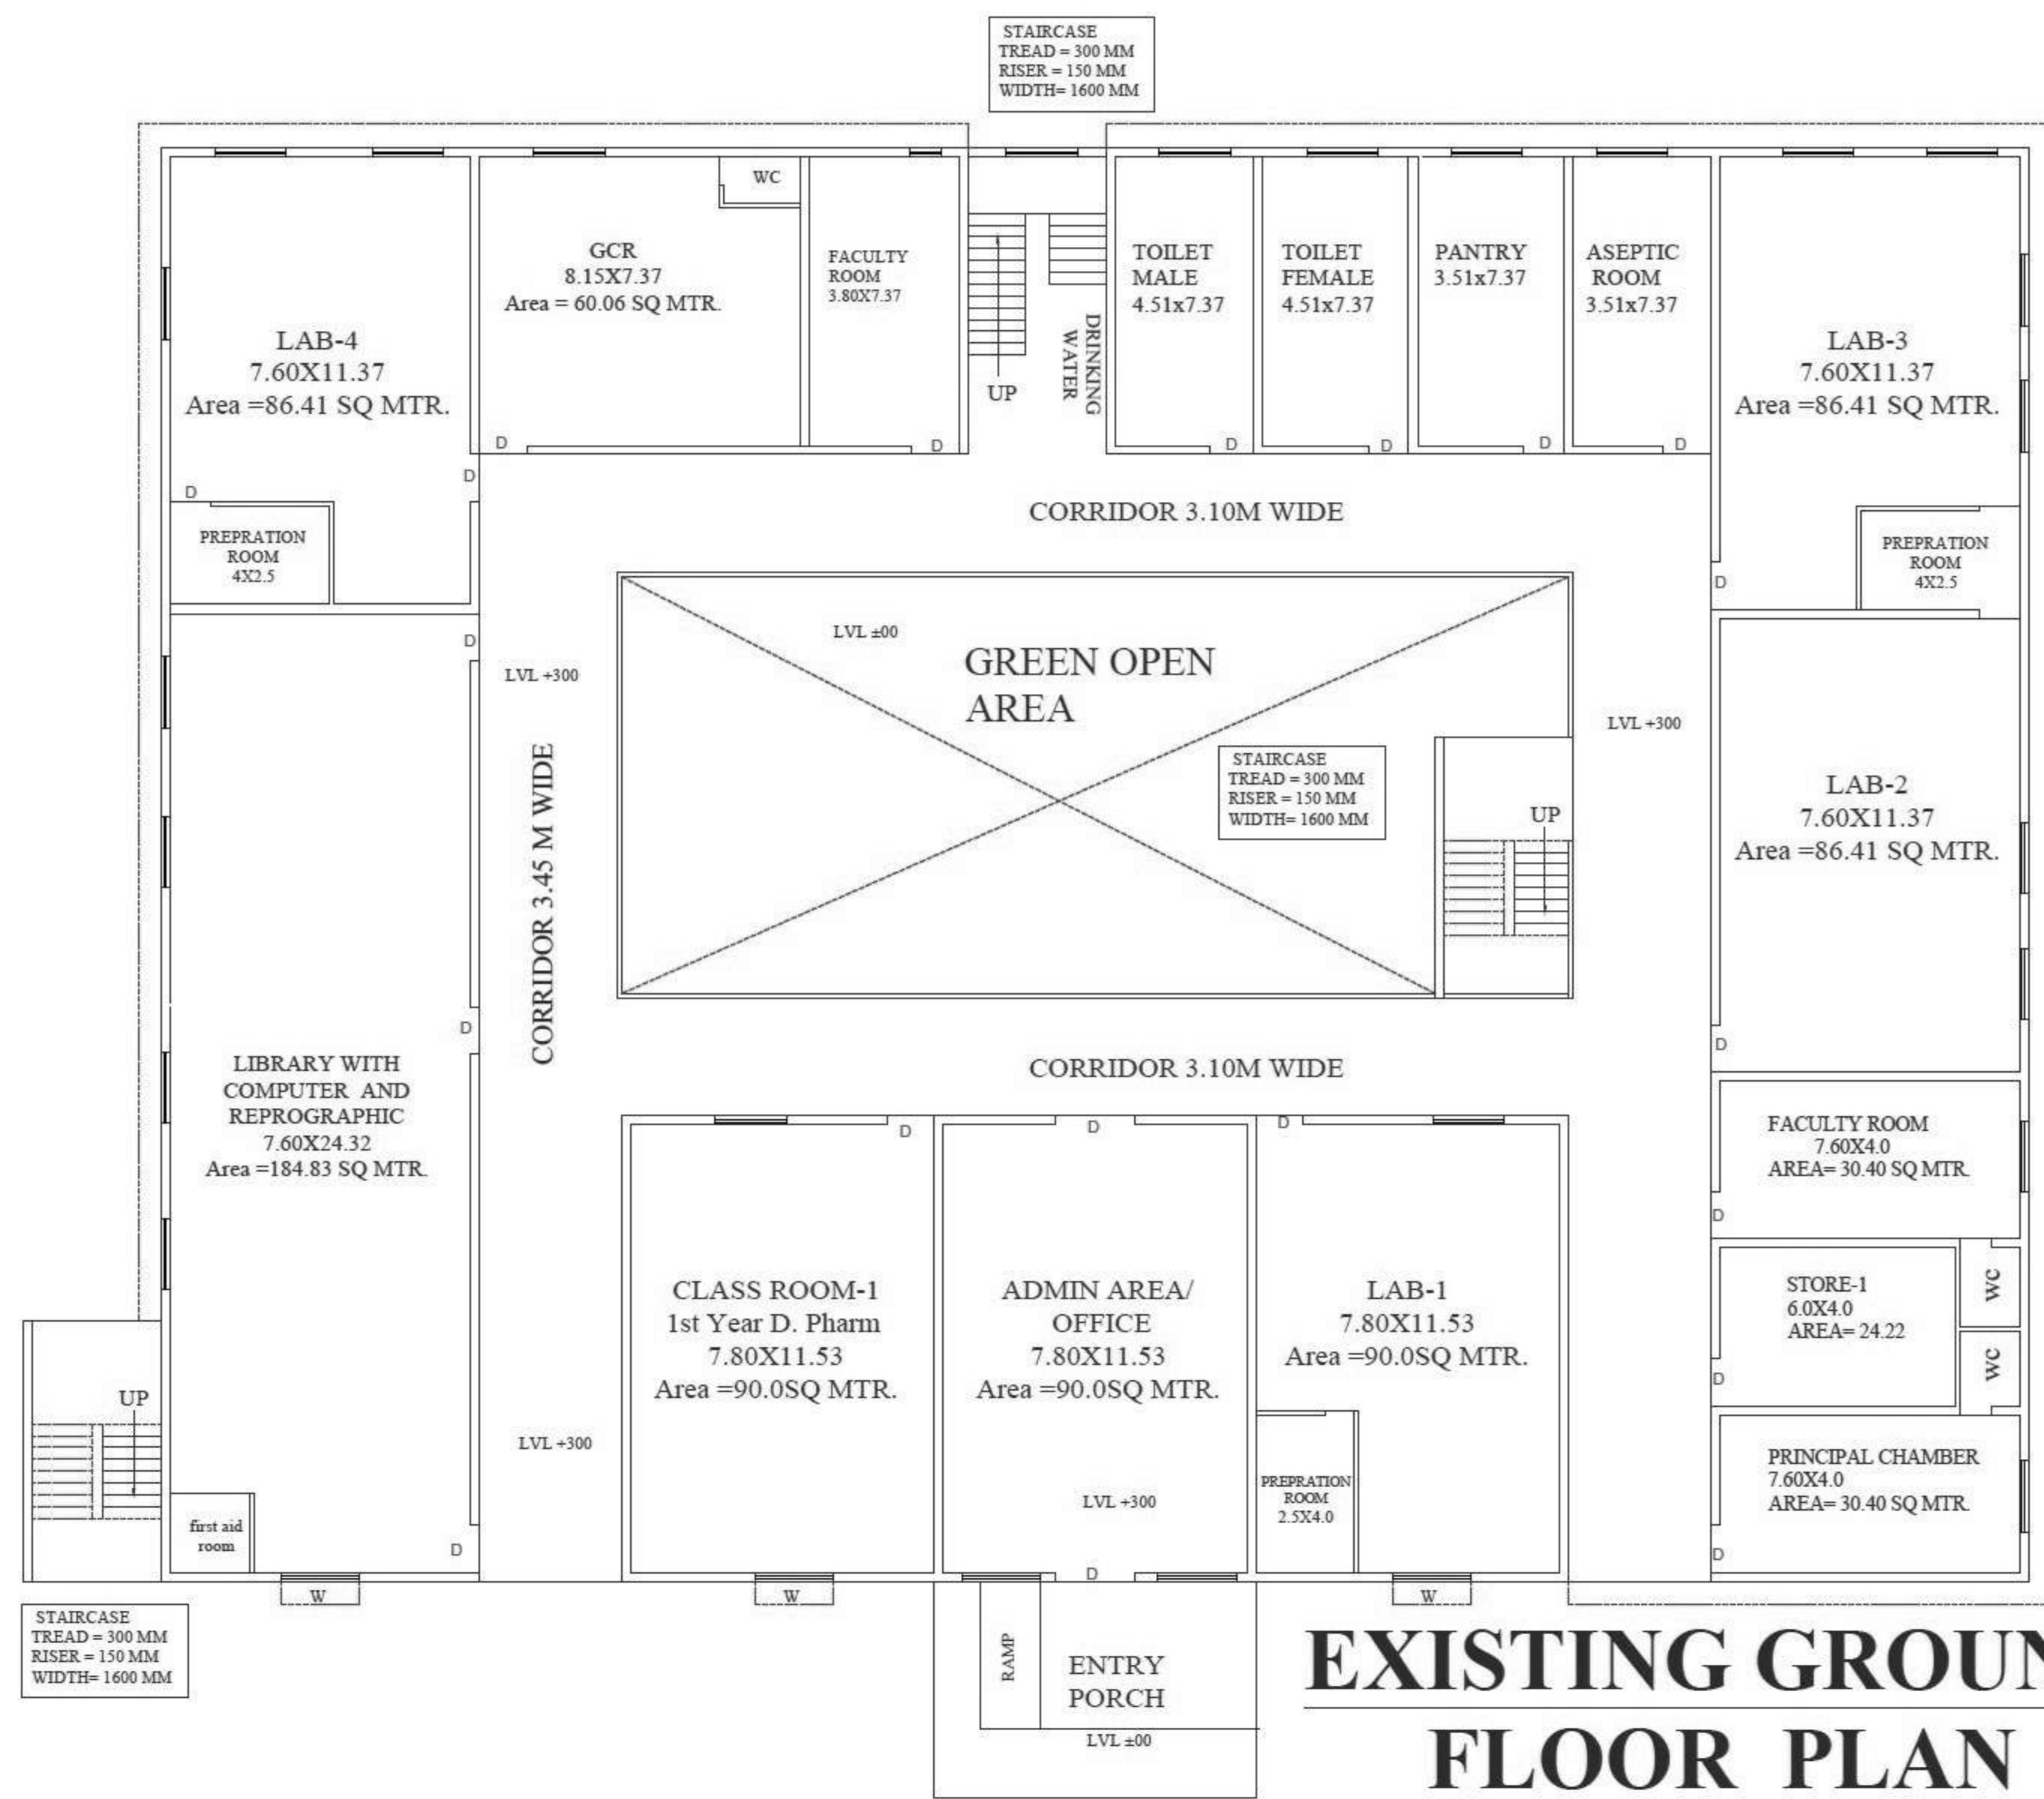 STAIRCASE
TREAD = 300 MM
RISER = 150 MM
WIDTH= 1600 MM
WC
GCR
8.15X7.37
Area = 60.06 SQ MTR.
FACULTY
ROOM
3.80X7.37
TOILET
MALE
4.51x7.37
TOILET
FEMALE
4.51x7.37
PANTRY
3.51x7.37
ASEPTIC
ROOM
3.51x7.37
LAB-4
7.60X11.37
Area =86.41 SQ MTR.
UP
DRINKING
WATER
LAB-3
7.60X11.37
Area =86.41 SQ MTR.
D
D
D
D
D
D
D
D
CORRIDOR 3.10M WIDE
PREPRATION
ROOM
4X2.5
PREPRATION
ROOM
4X2.5
D
D
LVL ±00
GREEN OPEN
AREA
LVL +300
LVL +300
CORRIDOR 3.45 M WIDE
STAIRCASE
TREAD = 300 MM
RISER = 150 MM
WIDTH= 1600 MM
UP
LAB-2
7.60X11.37
Area =86.41 SQ MTR.
D
D
CORRIDOR 3.10M WIDE
LIBRARY WITH
COMPUTER AND
REPROGRAPHIC
7.60X24.32
Area =184.83 SQ MTR.
D
D
D
FACULTY ROOM
7.60X4.0
AREA= 30.40 SQ MTR.
D
CLASS ROOM-1
1st Year D. Pharm
7.80X11.53
Area =90.0SQ MTR.
ADMIN AREA/
OFFICE
7.80X11.53
Area =90.0SQ MTR.
LAB-1
7.80X11.53
Area =90.0SQ MTR.
STORE-1
6.0X4.0
AREA= 24.22
WC
WC
D
UP
LVL +300
LVL +300
PREPRATION
ROOM
2.5X4.0
PRINCIPAL CHAMBER
7.60X4.0
AREA= 30.40 SQ MTR.
first aid
room
D
D
D
W
W
W
STAIRCASE
TREAD = 300 MM
RISER = 150 MM
WIDTH= 1600 MM
RAMP
ENTRY
PORCH
LVL ±00
EXISTING GROUN
FLOOR PLAN